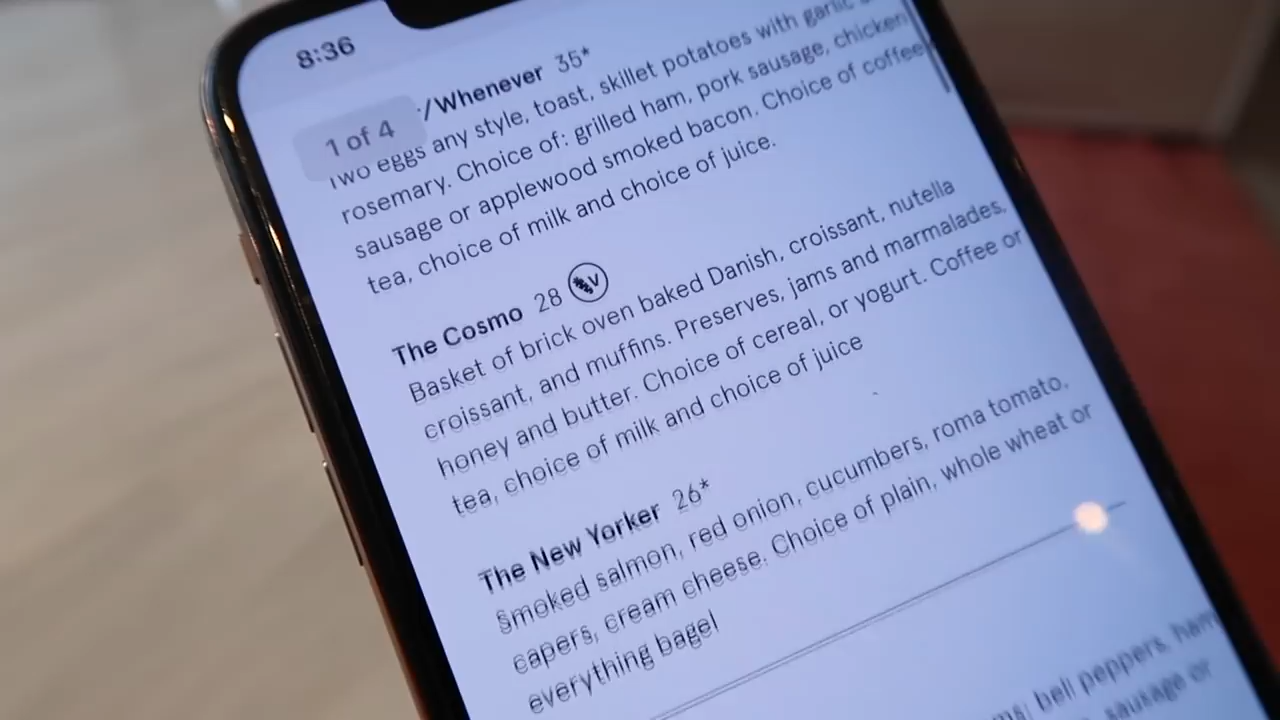 8:36
1 of 4
/Whenever 35*
Two eggs any style, toast, skillet potatoes with garlic
rosemary. Choice of: grilled ham, pork sausage, chicken
sausage or applewood smoked bacon. Choice of coffee
tea, choice of milk and choice of juice.
The Cosmo 28 V
Basket of brick oven baked Danish, croissant, nutella
croissant, and muffins. Preserves, jams and marmalades,
honey and butter. Choice of cereal, or yogurt. Coffee or
tea, choice of milk and choice of juice
The New Yorker 26*
Smoked salmon, red onion, cucumbers, roma tomato,
capers, cream cheese. Choice of plain, whole wheat or
everything bagel
bell peppers, ham
sausage or